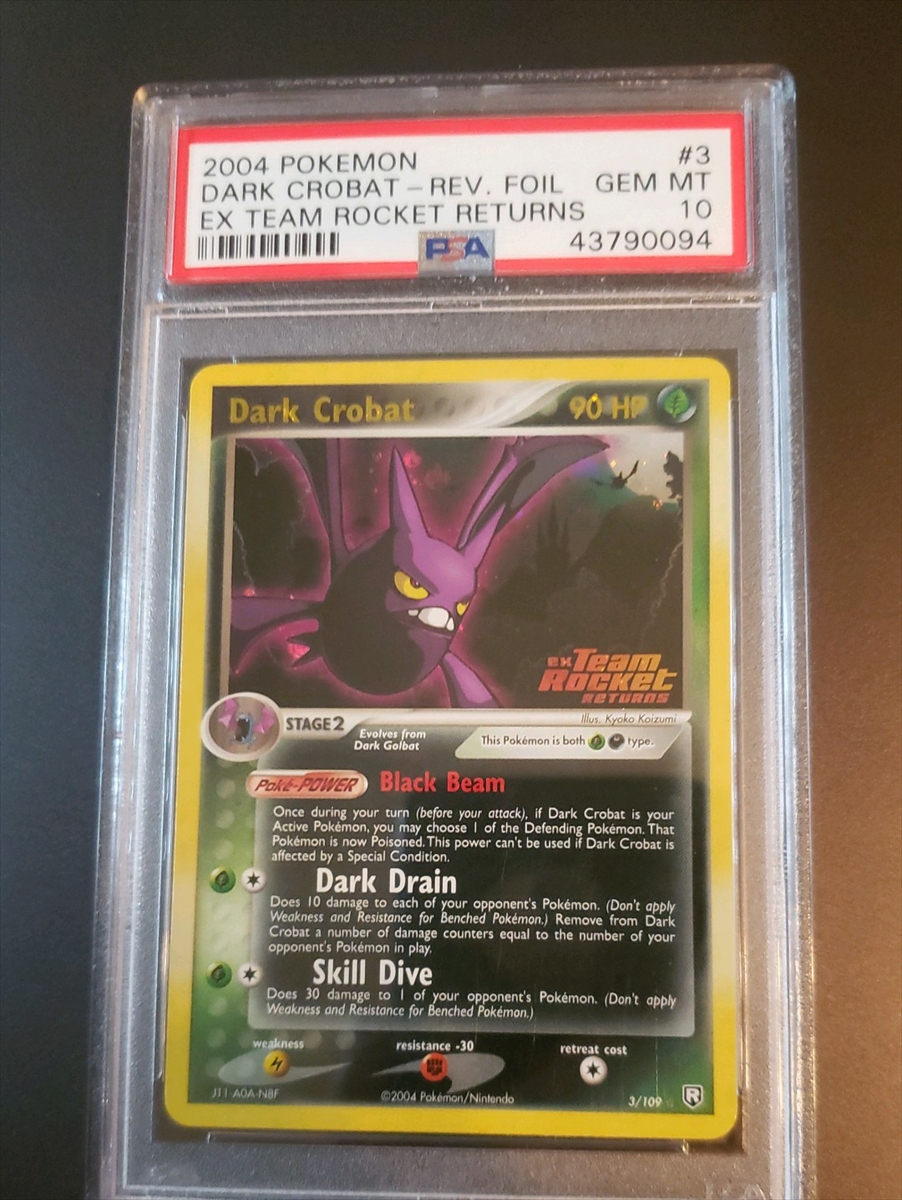 2004 POKEMON #3
DARK CROBAT – REV. FOIL GEM MT
EX TEAM ROCKET RETURNS 10
PSA 43790094
Dark Crobat 90 HP
ex Team
Rocket
RETURNS
Illus. Kyoko Koizumi
STAGE2
Evolves from
Dark Golbat
This Pokémon is both type.
Poké-POWER Black Beam
Once during your turn (before your attack), if Dark Crobat is your
Active Pokémon, you may choose 1 of the Defending Pokémon. That
Pokémon is now Poisoned. This power can't be used if Dark Crobat is
affected by a Special Condition.
Dark Drain
Does 10 damage to each of your opponent's Pokémon. (Don't apply
Weakness and Resistance for Benched Pokémon.) Remove from Dark
Crobat a number of damage counters equal to the number of your
opponent's Pokémon in play.
Skill Dive
Does 30 damage to 1 of your opponent's Pokémon. (Don't apply
Weakness and Resistance for Benched Pokémon.)
weakness resistance -30 retreat cost
J11 A0A-NBF ©2004 Pokémon/Nintendo 3/109 R